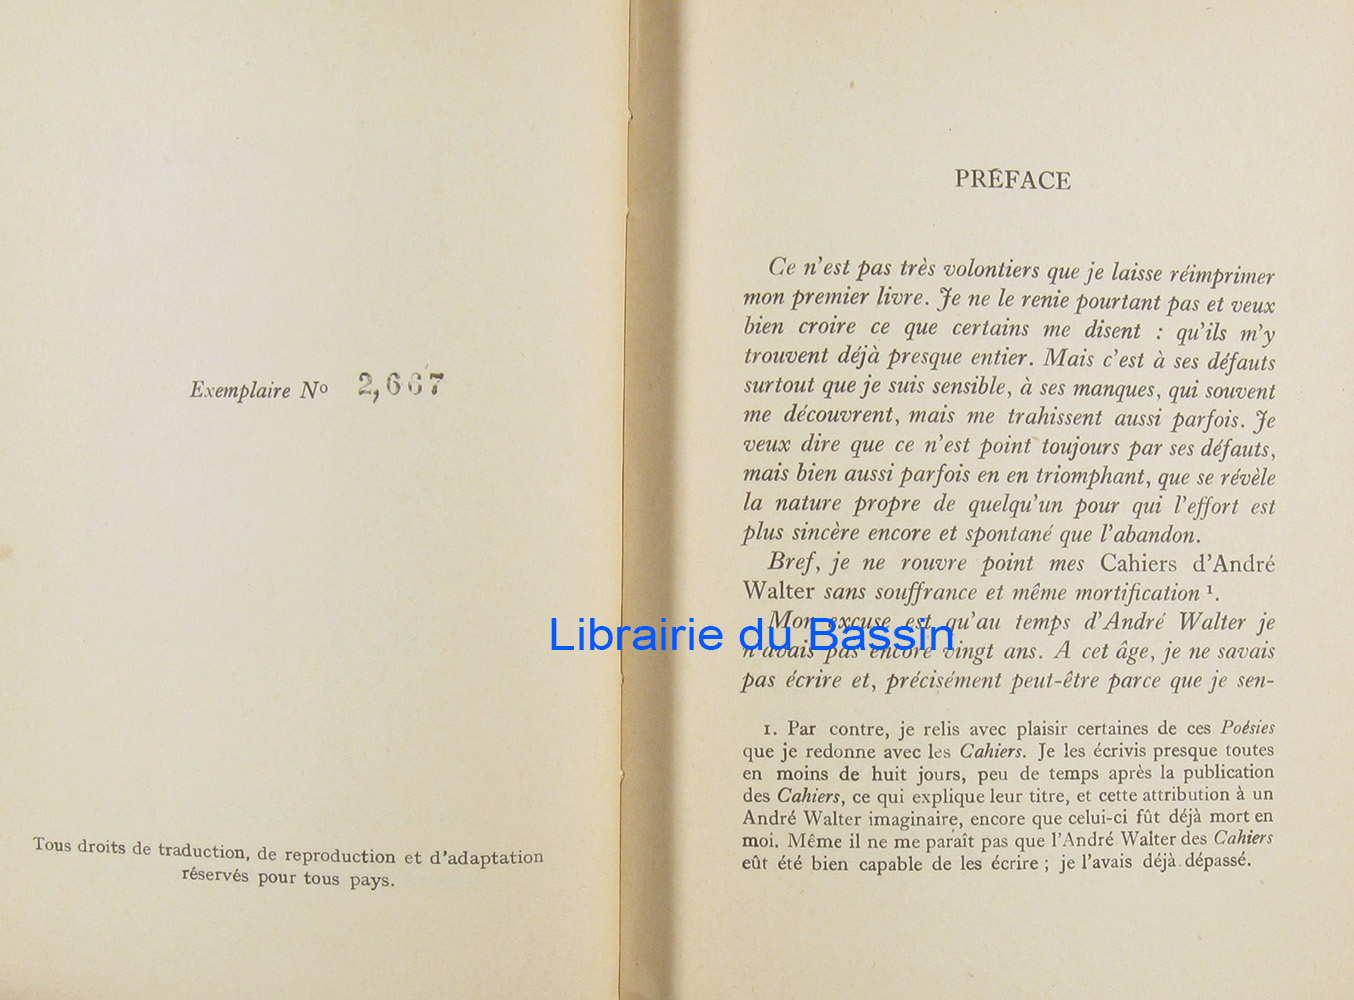 Exemplaire Nº 2,667
Tous droits de traduction, de reproduction et d'adaptation
réservés pour tous pays.
PRÉFACE
Ce n'est pas très volontiers que je laisse réimprimer
mon premier livre. Je ne le renie pourtant pas et veux
bien croire ce que certains me disent : qu'ils m'y
trouvent déjà presque entier. Mais c'est à ses défauts
surtout que je suis sensible, à ses manques, qui souvent
me découvrent, mais me trahissent aussi parfois. Je
veux dire que ce n'est point toujours par ses défauts,
mais bien aussi parfois en en triomphant, que se révèle
la nature propre de quelqu'un pour qui l'effort est
plus sincère encore et spontané que l'abandon.
Bref, je ne rouvre point mes Cahiers d'André
Walter sans souffrance et même mortification ¹.
Mon excuse est qu'au temps d'André Walter je
n'avais pas encore vingt ans. A cet âge, je ne savais
pas écrire et, précisément peut-être parce que je sen-
1. Par contre, je relis avec plaisir certaines de ces Poésies
que je redonne avec les Cahiers. Je les écrivis presque toutes
en moins de huit jours, peu de temps après la publication
des Cahiers, ce qui explique leur titre, et cette attribution à un
André Walter imaginaire, encore que celui-ci fût déjà mort en
moi. Même il ne me paraît pas que l'André Walter des Cahiers
eût été bien capable de les écrire ; je l'avais déjà dépassé.
Librairie du Bassin